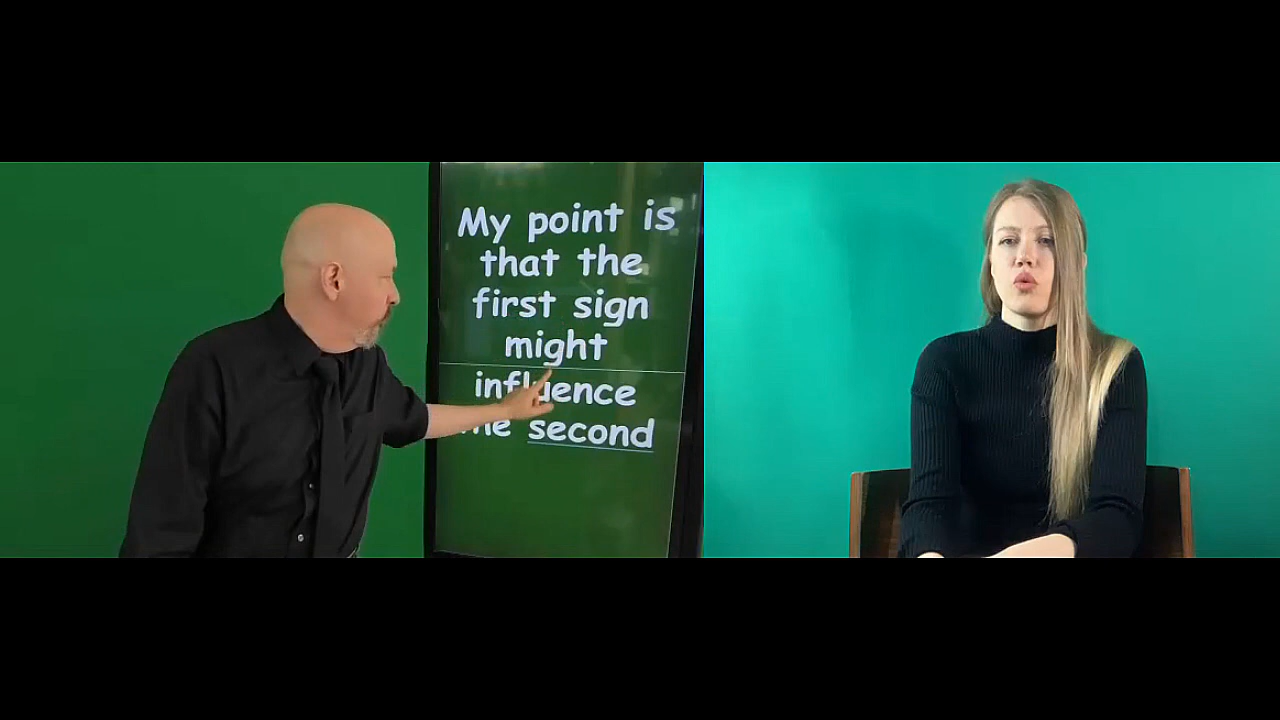 My point is
that the
first sign
might
influence
the second